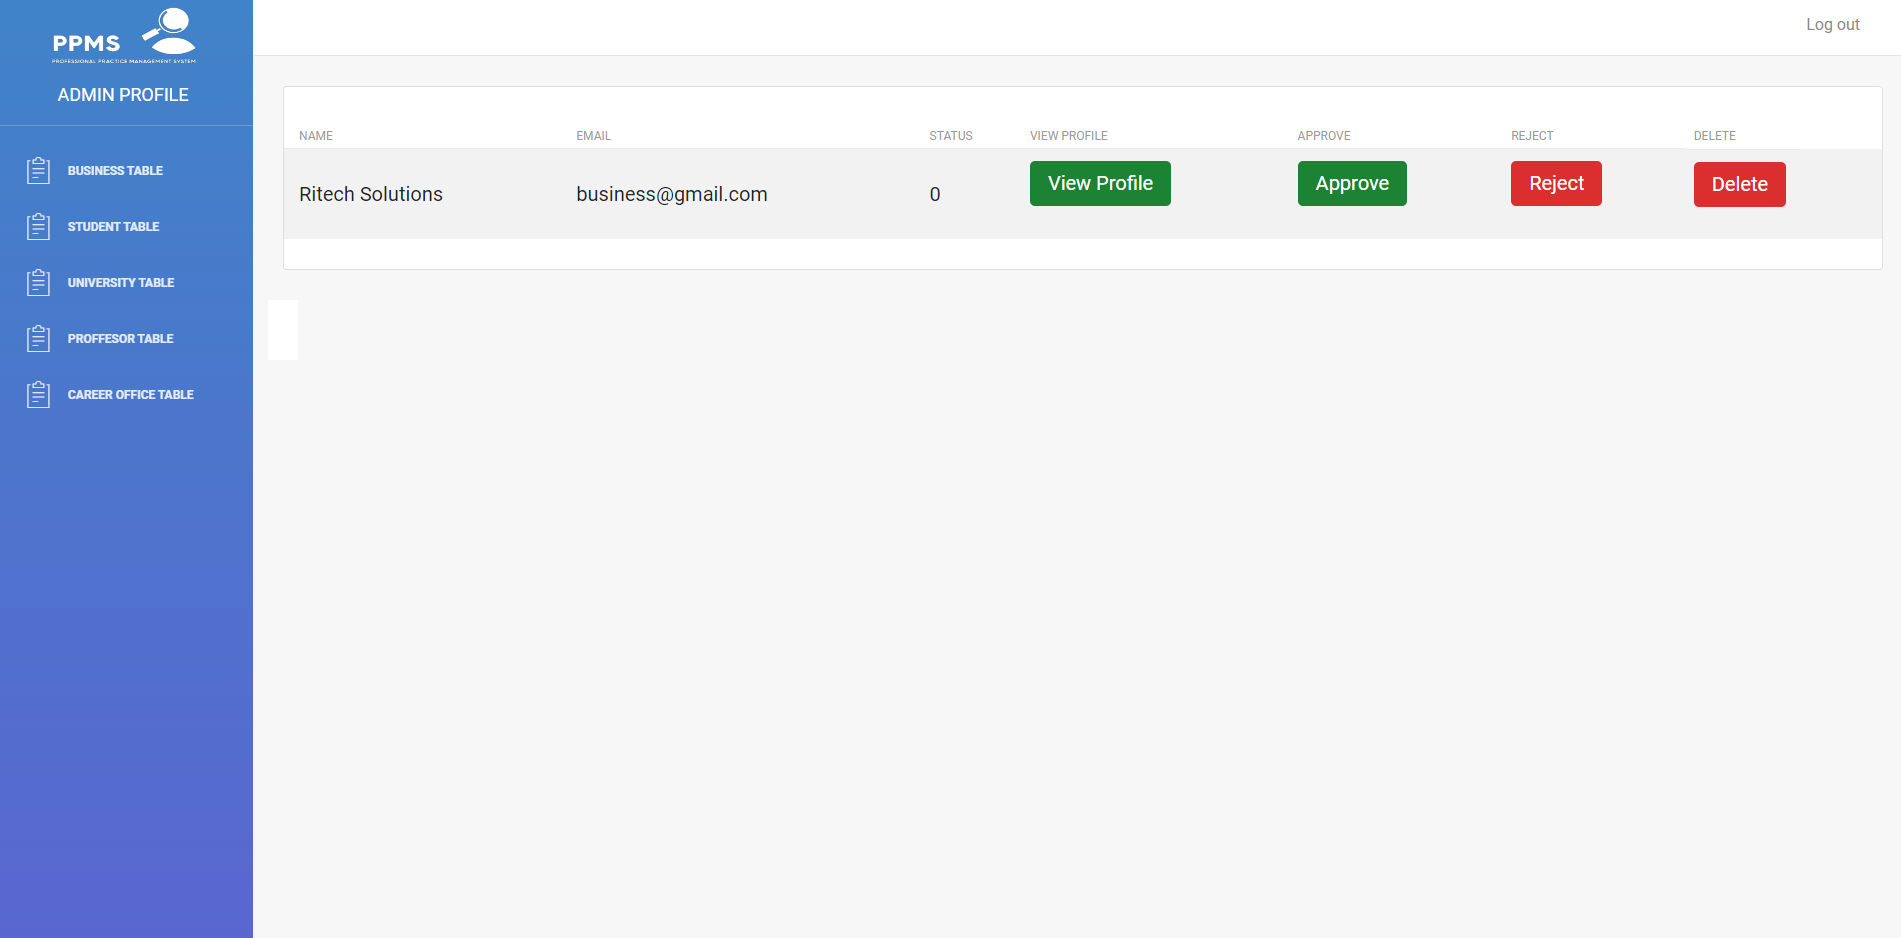 PPMS
PROFESSIONAL PRACTICE MANAGEMENT SYSTEM
ADMIN PROFILE
BUSINESS TABLE
STUDENT TABLE
UNIVERSITY TABLE
PROFFESOR TABLE
CAREER OFFICE TABLE
Log out
NAME EMAIL STATUS VIEW PROFILE APPROVE REJECT DELETE
Ritech Solutions business@gmail.com 0 View Profile Approve Reject Delete